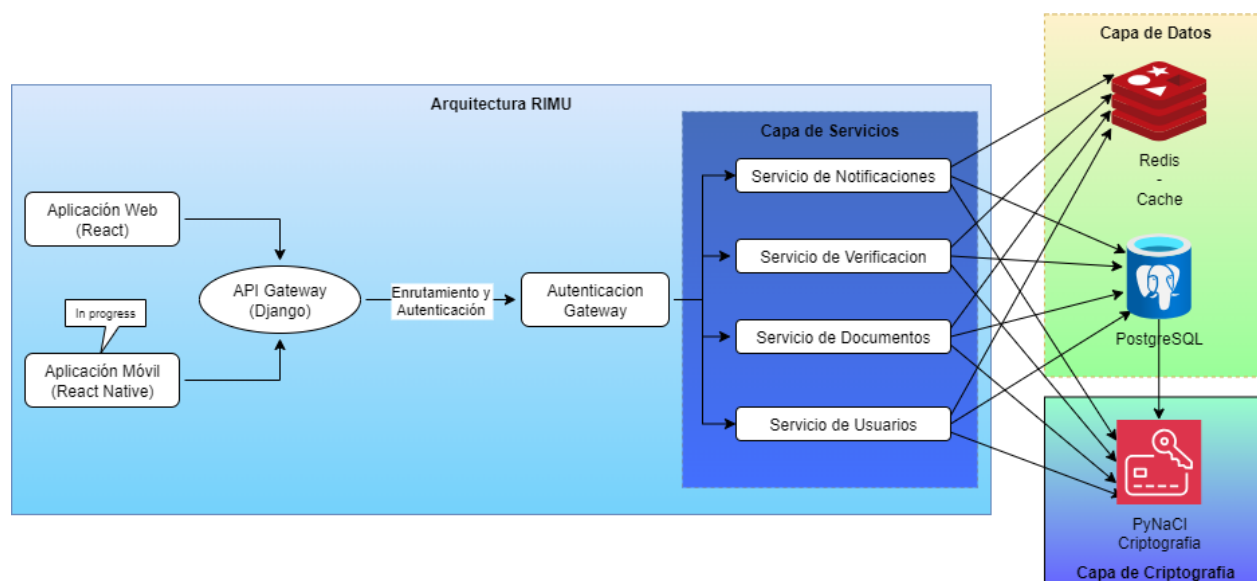 Capa de Datos
Arquitectura RIMU
Capa de Servicios
Redis
-
Cache
Servicio de Notificaciones
Aplicación Web
(React)
Servicio de Verificacion
API Gateway
(Django)
Enrutamiento y
Autenticación
Autenticacion
Gateway
In progress
Servicio de Documentos
PostgreSQL
Aplicación Móvil
(React Native)
Servicio de Usuarios
PyNaCl
Criptografia
Capa de Criptografia